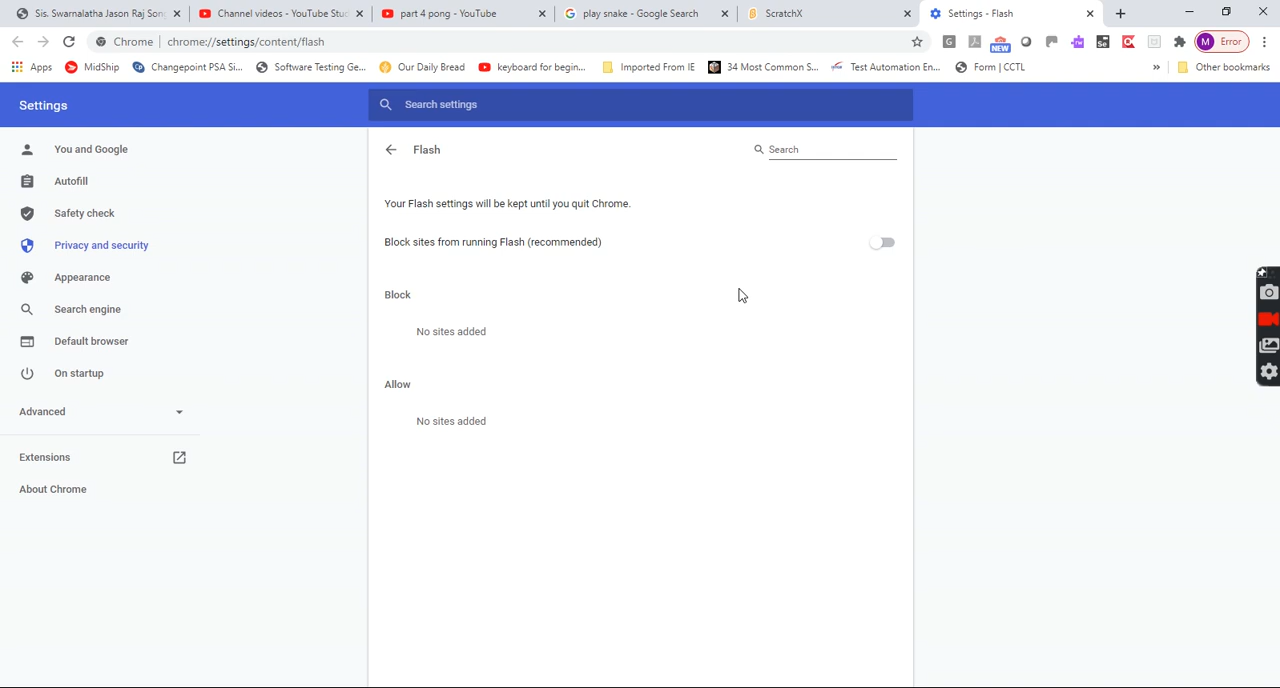 Sis. Swarnalatha Jason Raj Son
Channel videos - YouTube Stud
part 4 pong - YouTube
play snake - Google Search
ScratchX
Settings - Flash
Chrome
chrome://settings/content/flash
G
NEW
Se
M
Error
Apps
MidShip
Changepoint PSA Si...
Software Testing Ge...
Our Daily Bread
keyboard for begin...
Imported From IE
34 Most Common S...
Test Automation En...
Form | CCTL
»
Other bookmarks
Settings
Search settings
You and Google
Autofill
Safety check
Privacy and security
Appearance
Search engine
Default browser
On startup
Advanced
Extensions
About Chrome
Flash
Search
Your Flash settings will be kept until you quit Chrome.
Block sites from running Flash (recommended)
Block
No sites added
Allow
No sites added